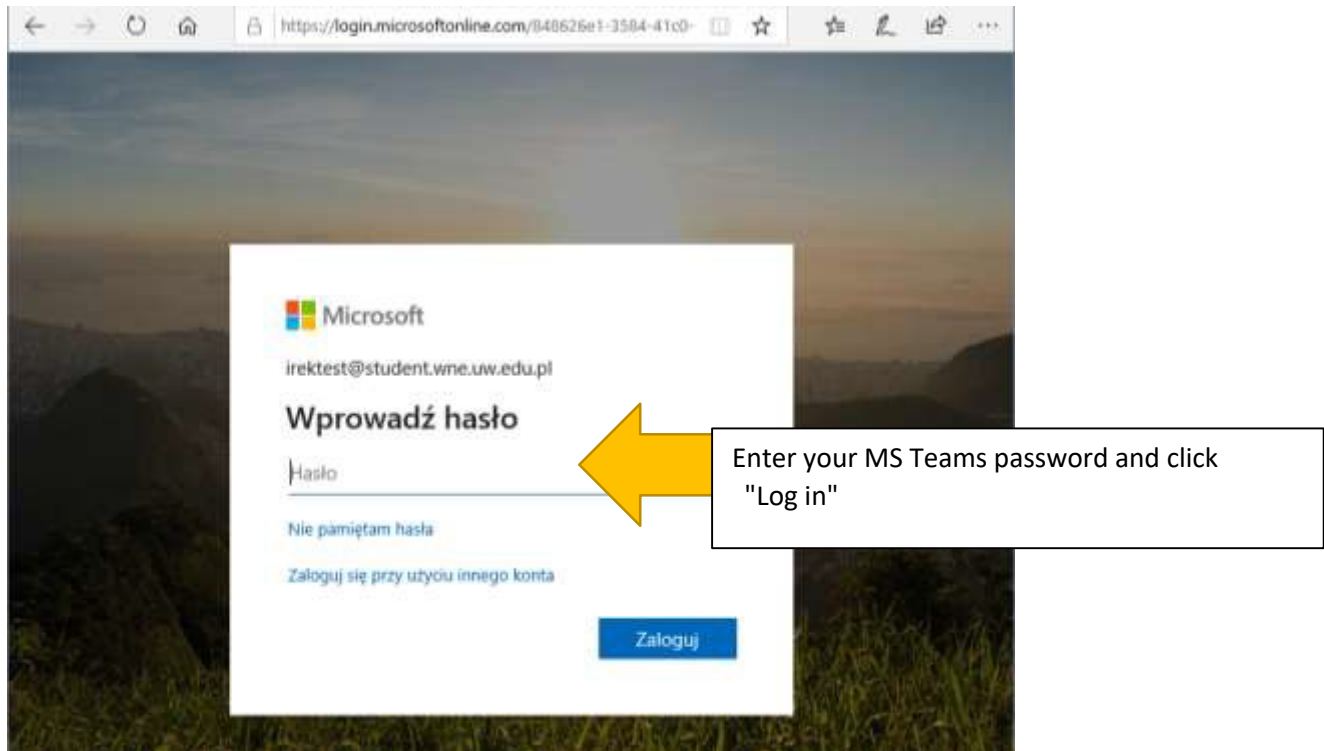 https://login.microsoftonline.com/848626e1-3584-41c0-
Microsoft
irektest@student.wne.uw.edu.pl
Wprowadź hasło
Hasło
Nie pamiętam hasła
Zaloguj się przy użyciu innego konta
Zaloguj
Enter your MS Teams password and click
"Log in"